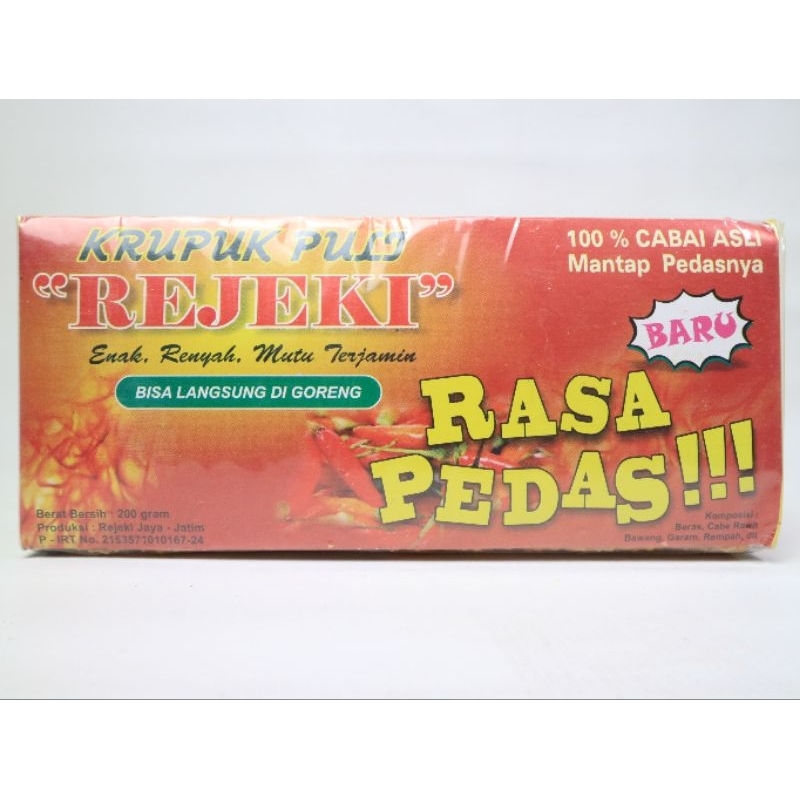 KRUPUK PULI
"REJEKI"
Enak, Renyah, Mutu Terjamin
BISA LANGSUNG DI GORENG
100 % CABAI ASLI
Mantap Pedasnya
BARU
RASA
PEDAS!!!
Berat Bersih : 200 gram
Produksi : Rejeki Jaya - Jatim
P - IRT No. 2153571010167-24
Komposisi :
Beras, Cabe Rawit
Bawang, Garam, Rempah, dll